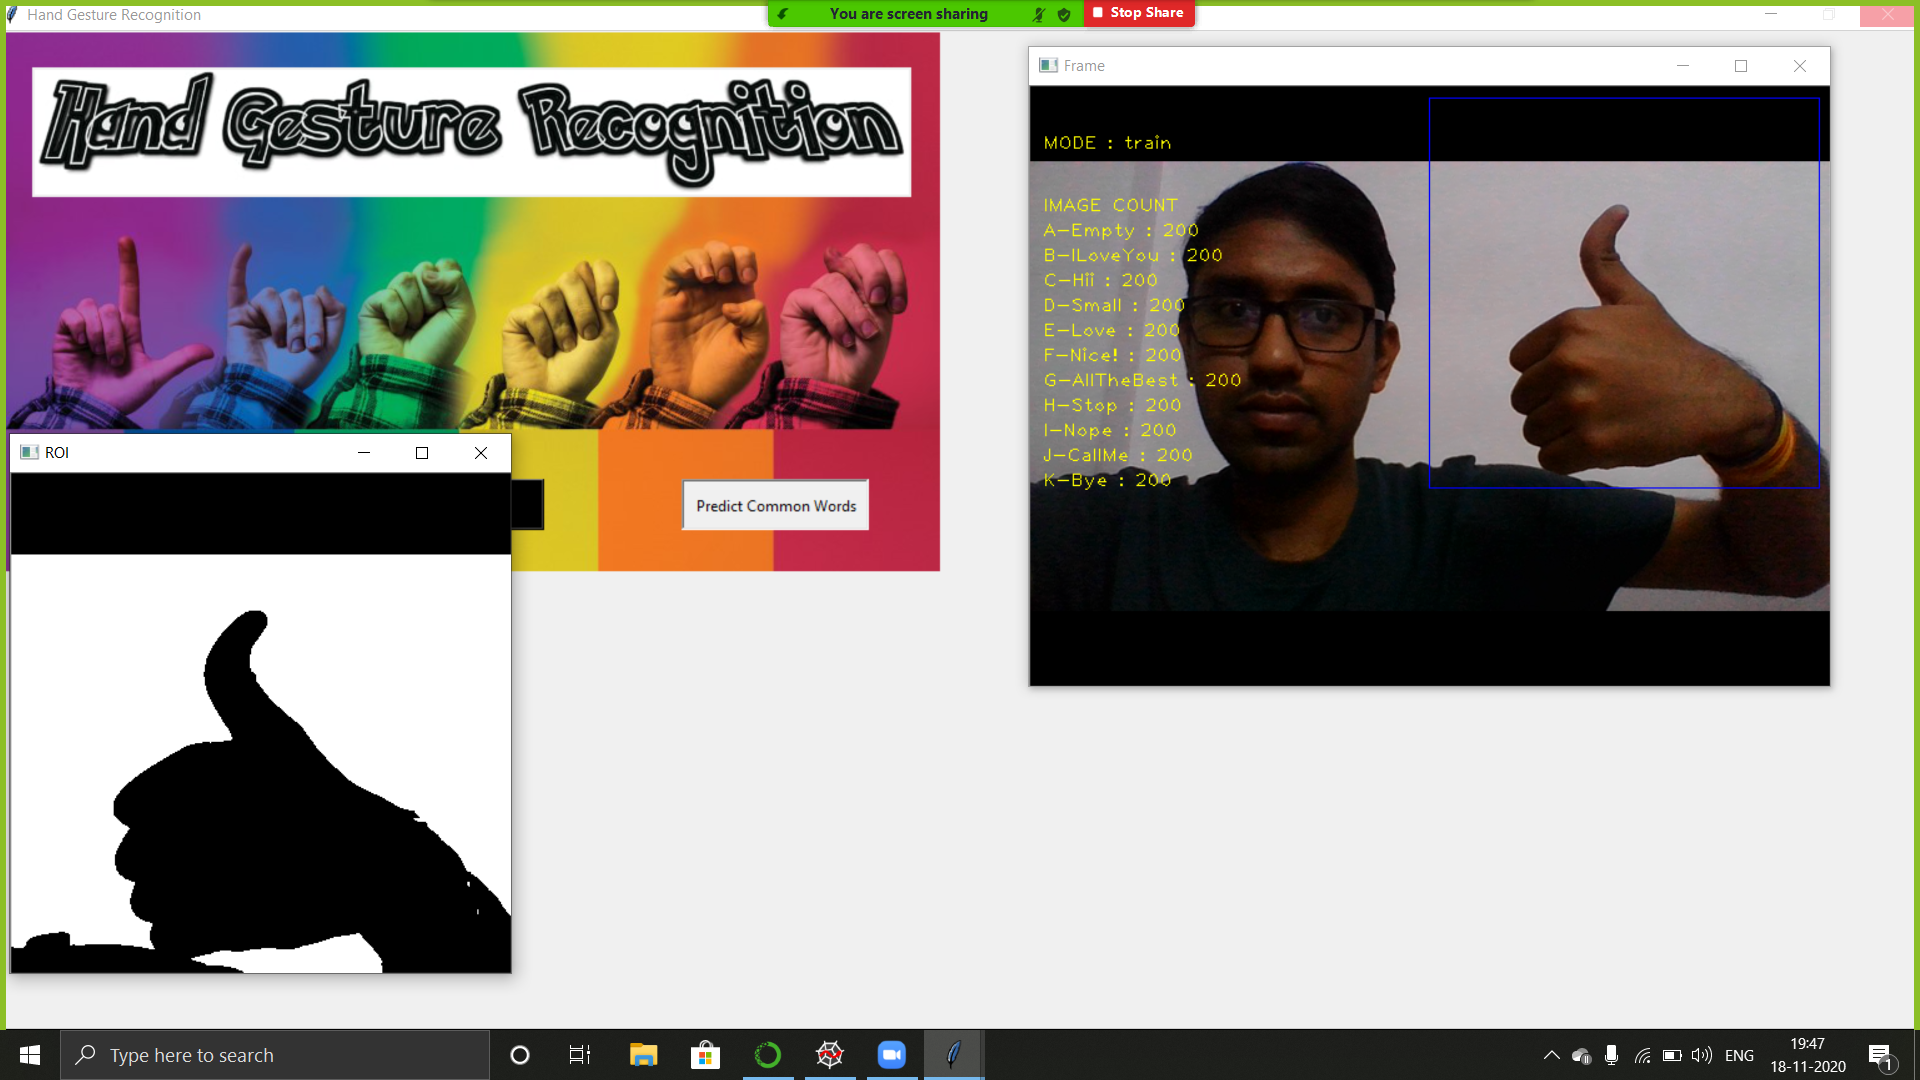 Hand Gesture Recognition
You are screen sharing
Stop Share
Hand Gesture Recognition
Predict Common Words
ROI
Frame
MODE : train
IMAGE COUNT
A-Empty : 200
B-ILoveYou : 200
C-Hii : 200
D-Small : 200
E-Love : 200
F-Nice! : 200
G-AllTheBest : 200
H-Stop : 200
I-Nope : 200
J-CallMe : 200
K-Bye : 200
Type here to search
ENG
19:47
18-11-2020
1